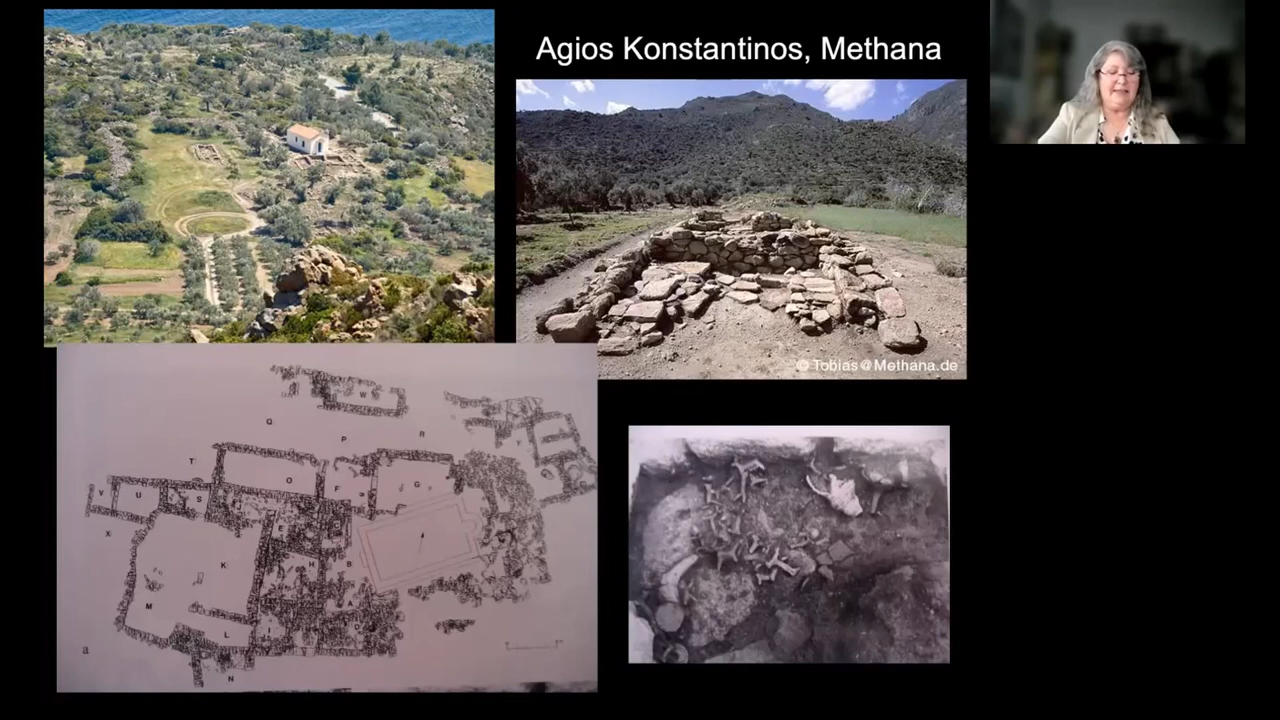 Agios Konstantinos, Methana
© Tobias@Methana.de
W
Q
P
R
Y
T
O
F
G
V
U
S
X
E
K
H
B
M
A
L
I
D
N
a